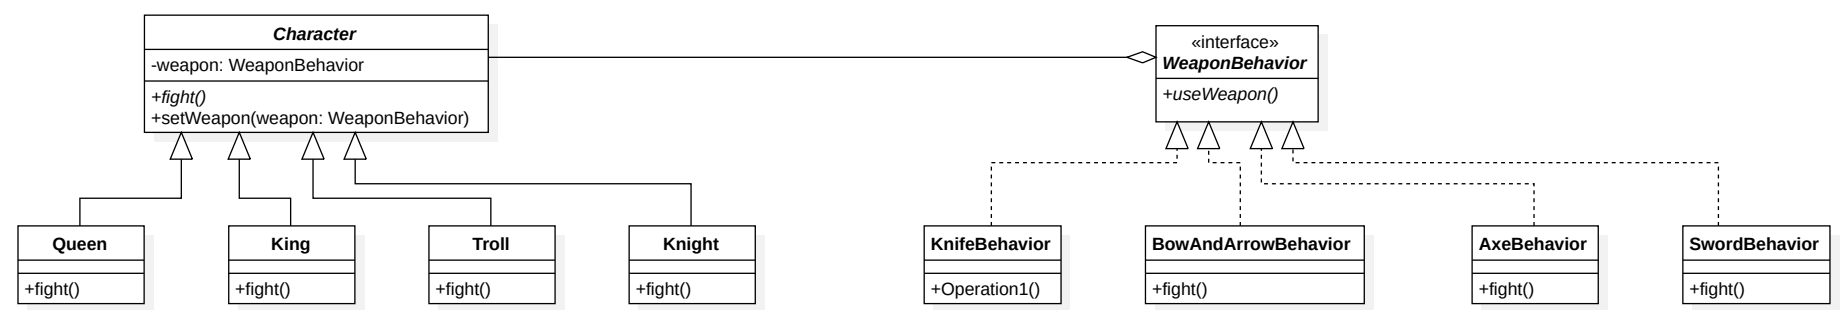 Character
-weapon: WeaponBehavior
+fight()
+setWeapon(weapon: WeaponBehavior)
«interface»
WeaponBehavior
+useWeapon()
Queen
+fight()
King
+fight()
Troll
+fight()
Knight
+fight()
KnifeBehavior
+Operation1()
BowAndArrowBehavior
+fight()
AxeBehavior
+fight()
SwordBehavior
+fight()